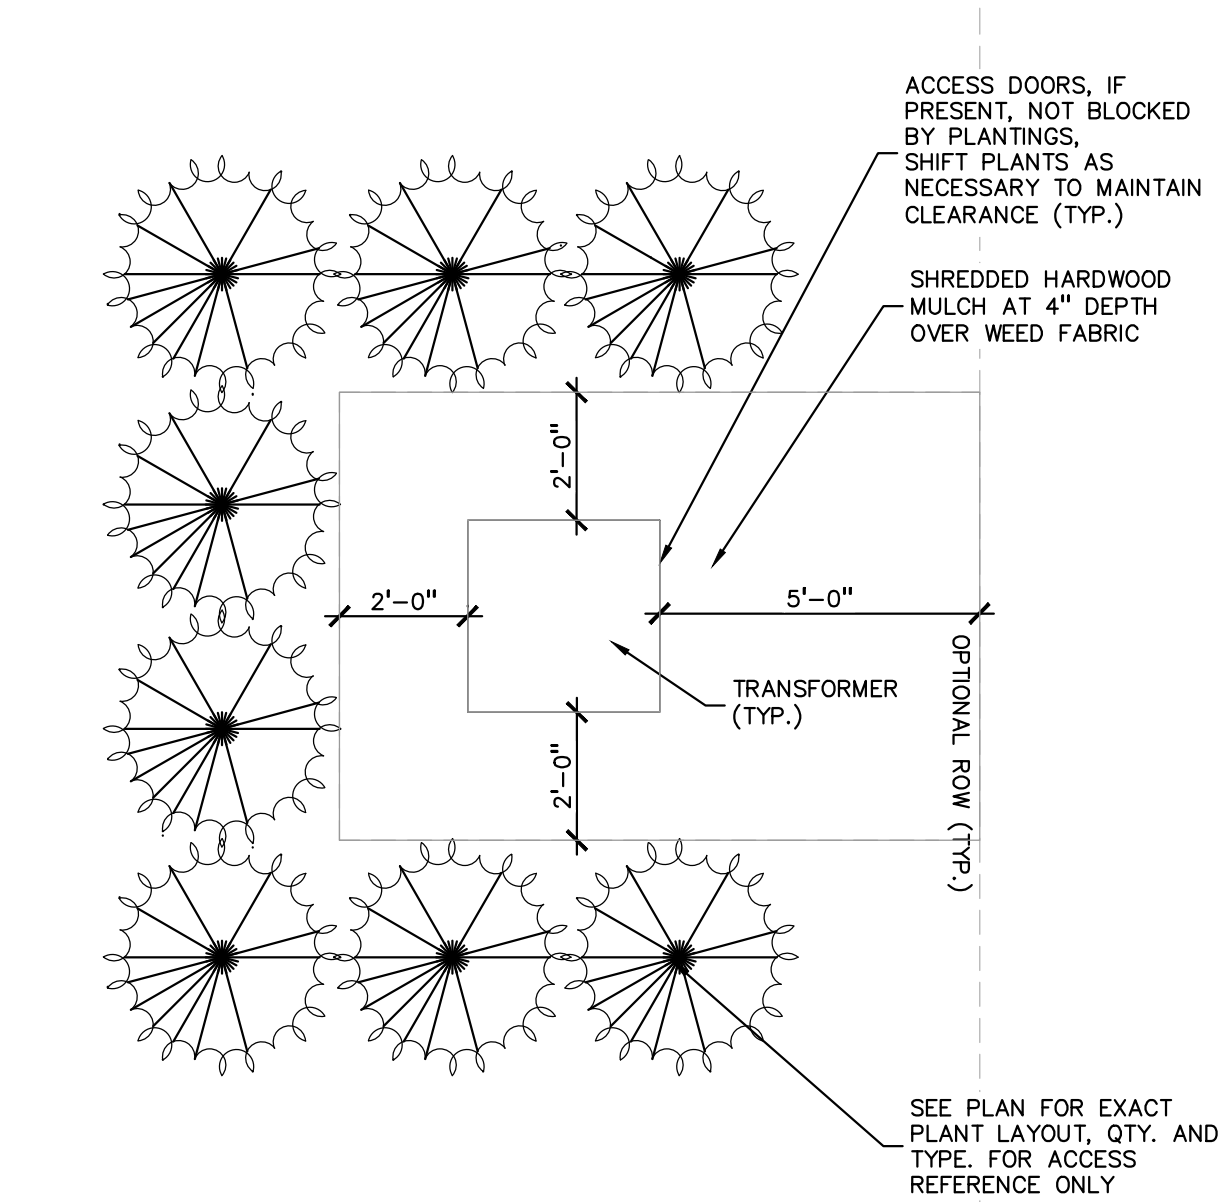 ACCESS DOORS, IF
PRESENT, NOT BLOCKED
BY PLANTINGS,
SHIFT PLANTS AS
NECESSARY TO MAINTAIN
CLEARANCE (TYP.)
SHREDDED HARDWOOD
MULCH AT 4" DEPTH
OVER WEED FABRIC
2'-0"
2'-0"
5'-0"
OPTIONAL ROW (TYP.)
TRANSFORMER
(TYP.)
2'-0"
SEE PLAN FOR EXACT
PLANT LAYOUT, QTY. AND
TYPE. FOR ACCESS
REFERENCE ONLY